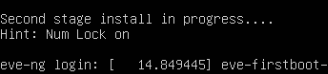 Second stage install in progress....
Hint: Num Lock on
eve-ng login: [   14.849445] eve-firstboot-